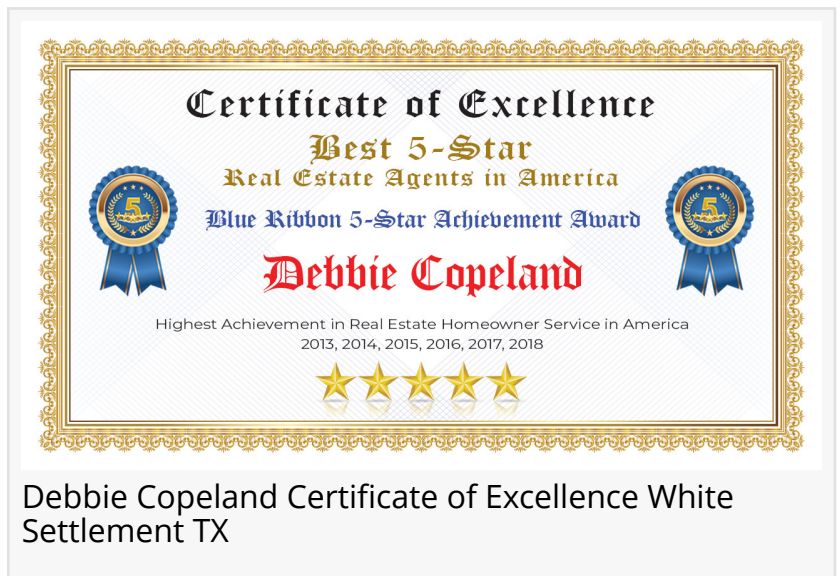 Certificate of Excellence
Best 5-Star
Real Estate Agents in America
Blue Ribbon 5-Star Achievement Award
5
5
Debbie Copeland
Highest Achievement in Real Estate Homeowner Service in America
2013, 2014, 2015, 2016, 2017, 2018
Debbie Copeland Certificate of Excellence White
Settlement TX